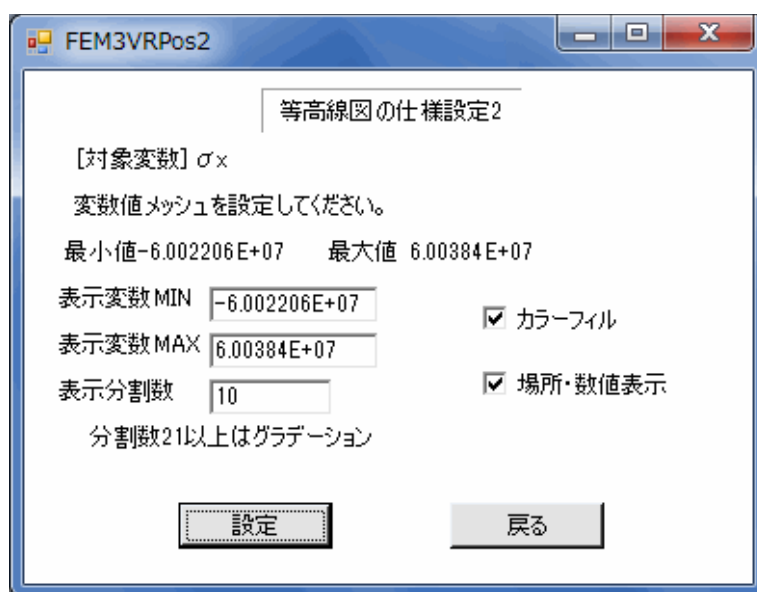 FEM3VRPos2
等高線図の仕様設定2
[対象変数] σx
変数値メッシュを設定してください。
最小値-6.002206E+07 最大値 6.00384E+07
表示変数MIN -6.002206E+07
カラーフィル
表示変数MAX 6.00384E+07
表示分割数 10
場所・数値表示
分割数21以上はグラデーション
設定 戻る